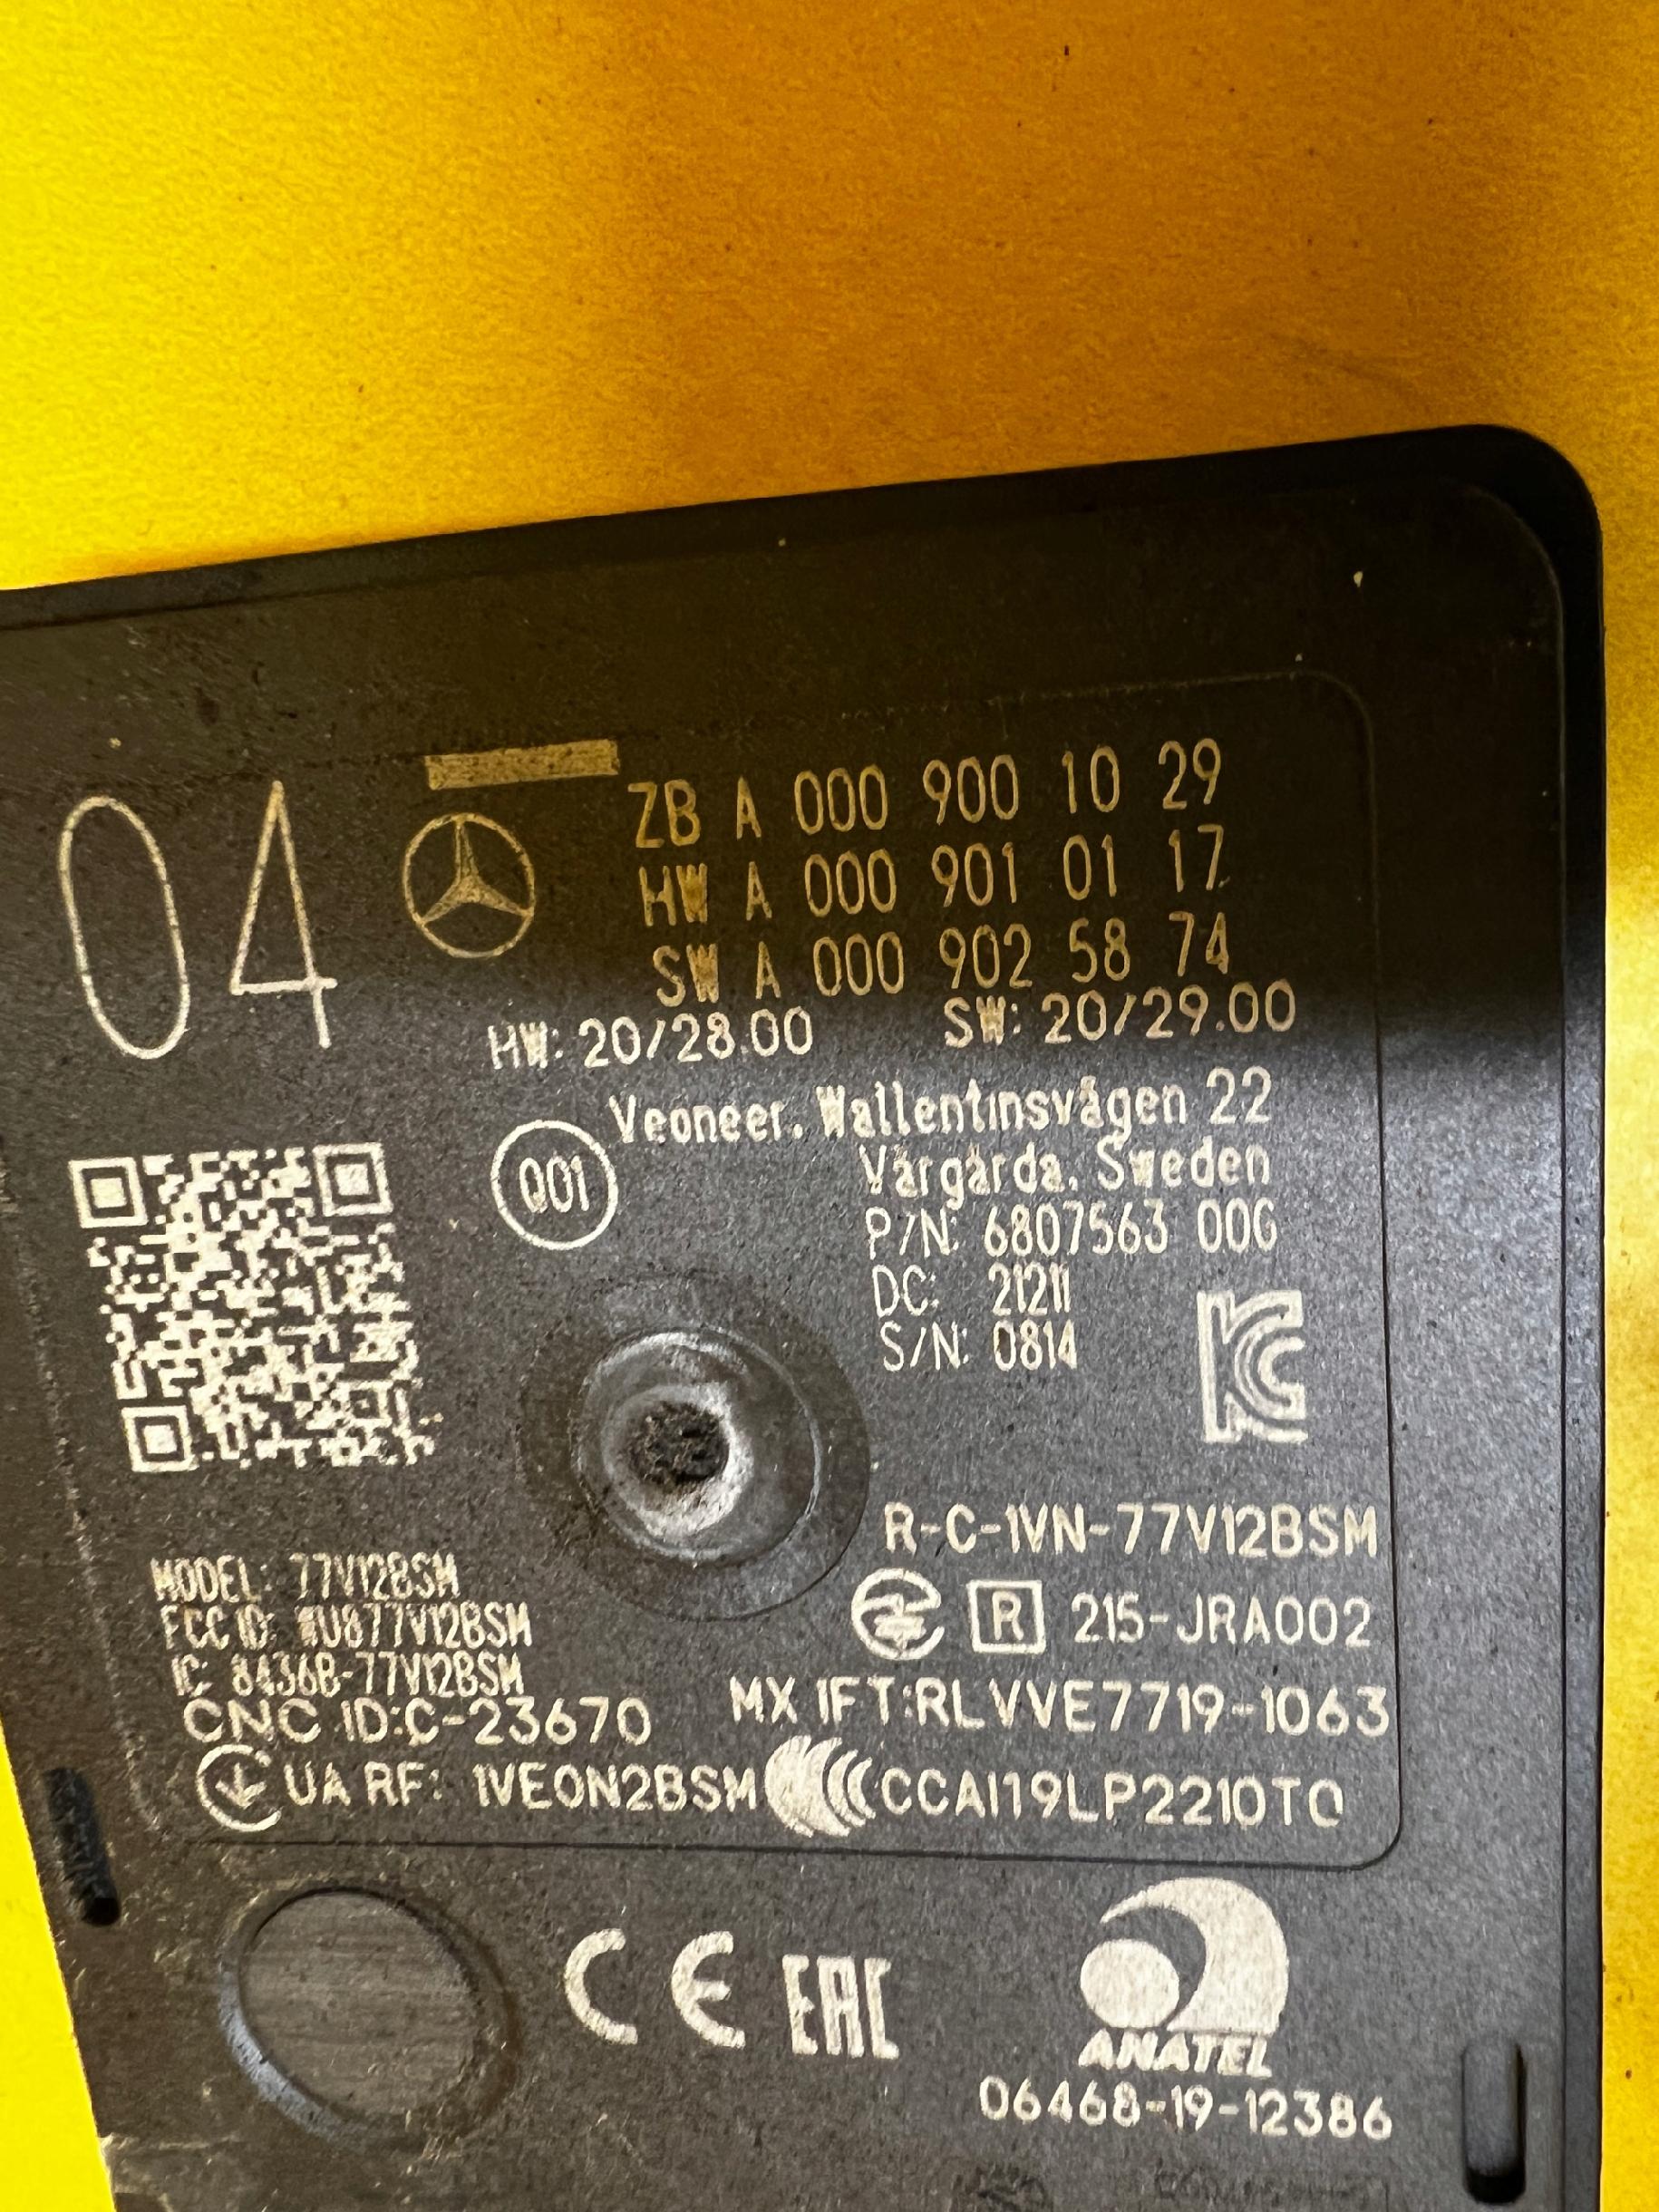 04
ZB A 000 900 10 29
HW A 000 901 01 17
SW A 000 902 58 74
HW: 20/28.00 SW: 20/29.00
Veoneer, Wallentinsvägen 22
001
Vårgårda, Sweden
P/N: 6807563 00G
DC: 21211
S/N: 0814
KC
R-C-1VN-77V12BSM
MODEL: 77V12BSM
FCC ID: WU877V12BSM
R 215-JRA002
IC: 8436B-77V12BSM
CNC ID:C-23670
MX IFT:RLVVE7719-1063
UA RF: 1VEON2BSM
CCCAI19LP2210T0
CE EAC
ANATEL
06468-19-12386